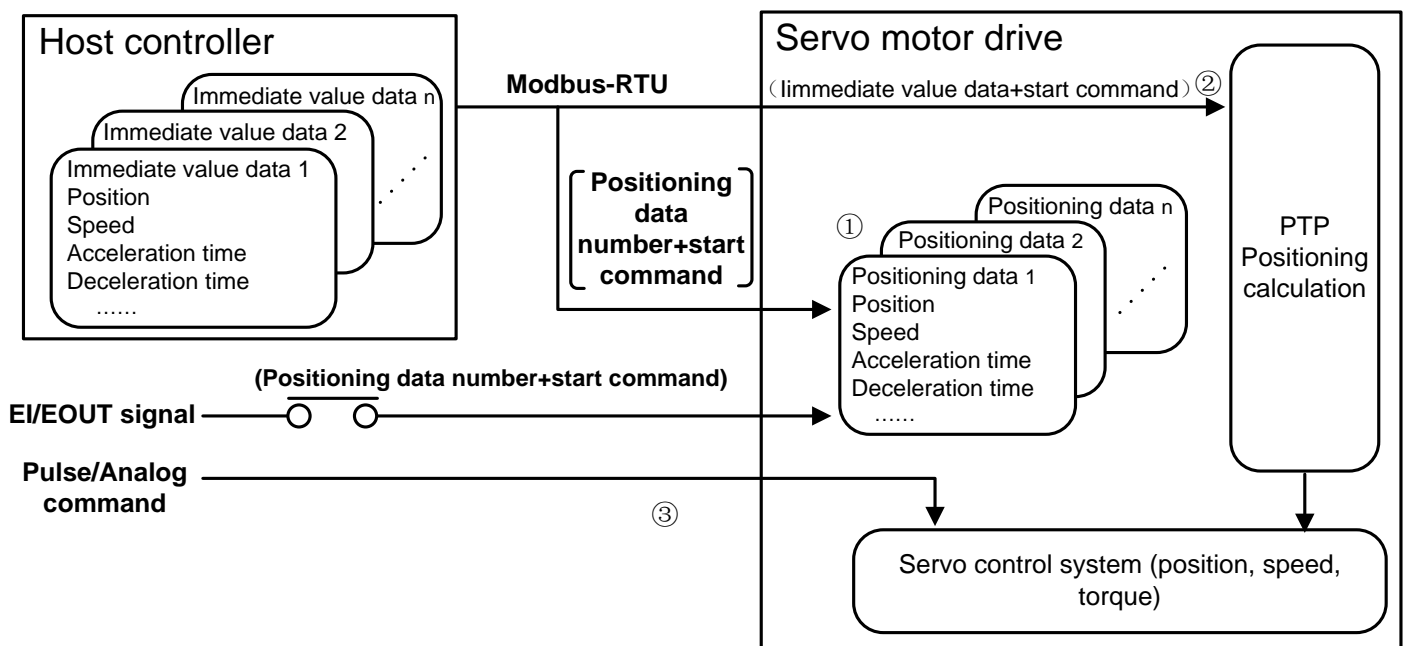 Host controller
Immediate value data n
Immediate value data 2
Immediate value data 1
Position
Speed
Acceleration time
Deceleration time
......
Modbus-RTU
Positioning
data
number+start
command
(Positioning data number+start command)
EI/EOUT signal
Pulse/Analog
command
③
Servo motor drive
（Iimmediate value data+start command）②
①
Positioning data n
Positioning data 2
Positioning data 1
Position
Speed
Acceleration time
Deceleration time
......
PTP
Positioning
calculation
Servo control system (position, speed,
torque)